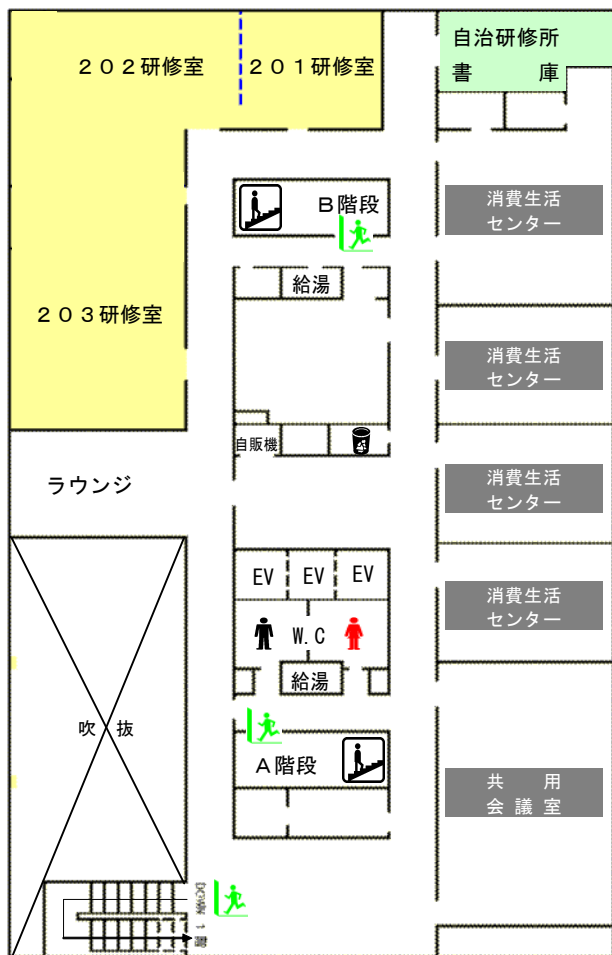 ２０２研修室
２０１研修室
自治研修所
書　　庫
Ｂ階段
消費生活
センター
給湯
２０３研修室
消費生活
センター
自販機
ラウンジ
消費生活
センター
EV
EV
EV
消費生活
センター
W.C
給湯
吹
抜
Ａ階段
共　　用
会 議 室
DOWN 1階